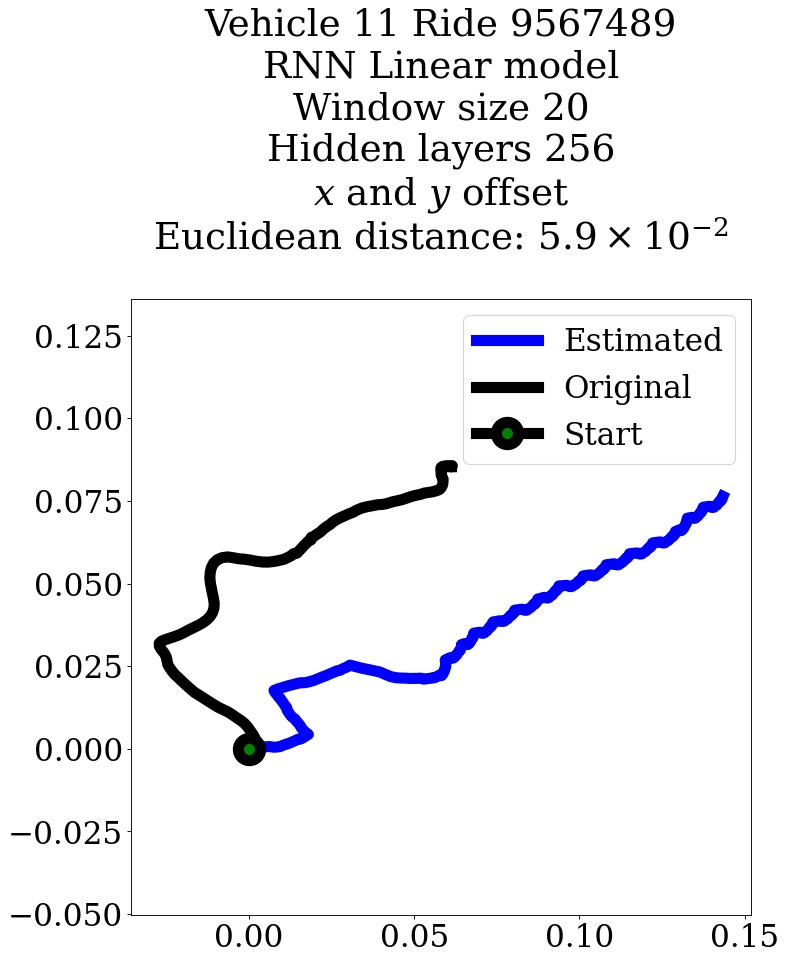 Vehicle 11 Ride 9567489
RNN Linear model
Window size 20
Hidden layers 256
x and y offset
Euclidean distance: 5.9 × 10⁻²
Estimated
Original
Start
0.125
0.100
0.075
0.050
0.025
0.000
−0.025
−0.050
0.00 0.05 0.10 0.15